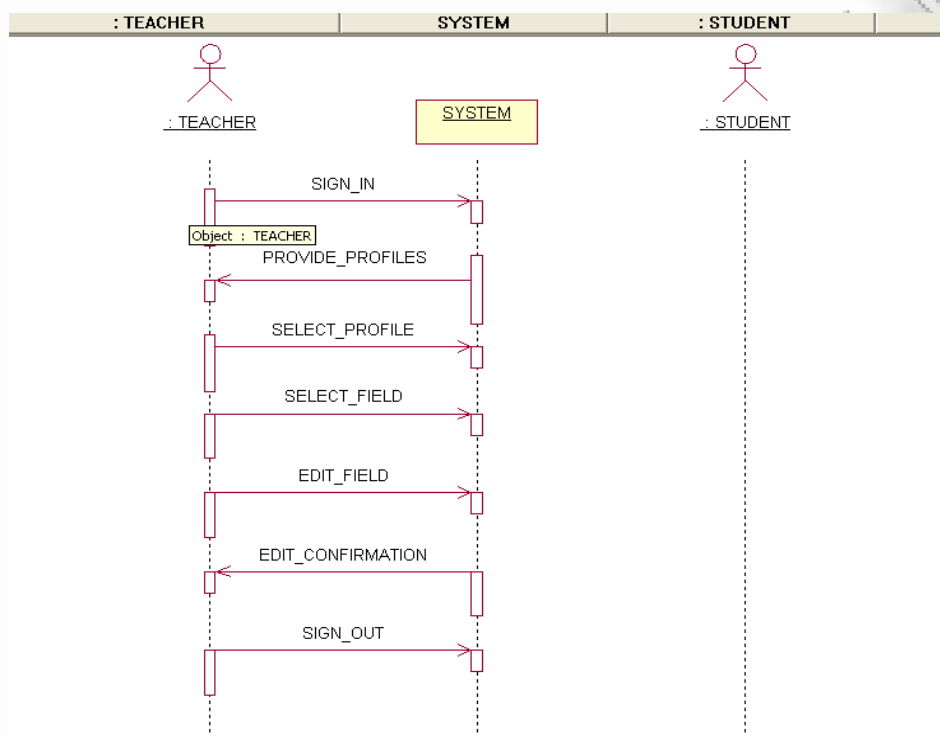 : TEACHER SYSTEM : STUDENT
: TEACHER SYSTEM : STUDENT
SIGN_IN
Object : TEACHER
PROVIDE_PROFILES
SELECT_PROFILE
SELECT_FIELD
EDIT_FIELD
EDIT_CONFIRMATION
SIGN_OUT